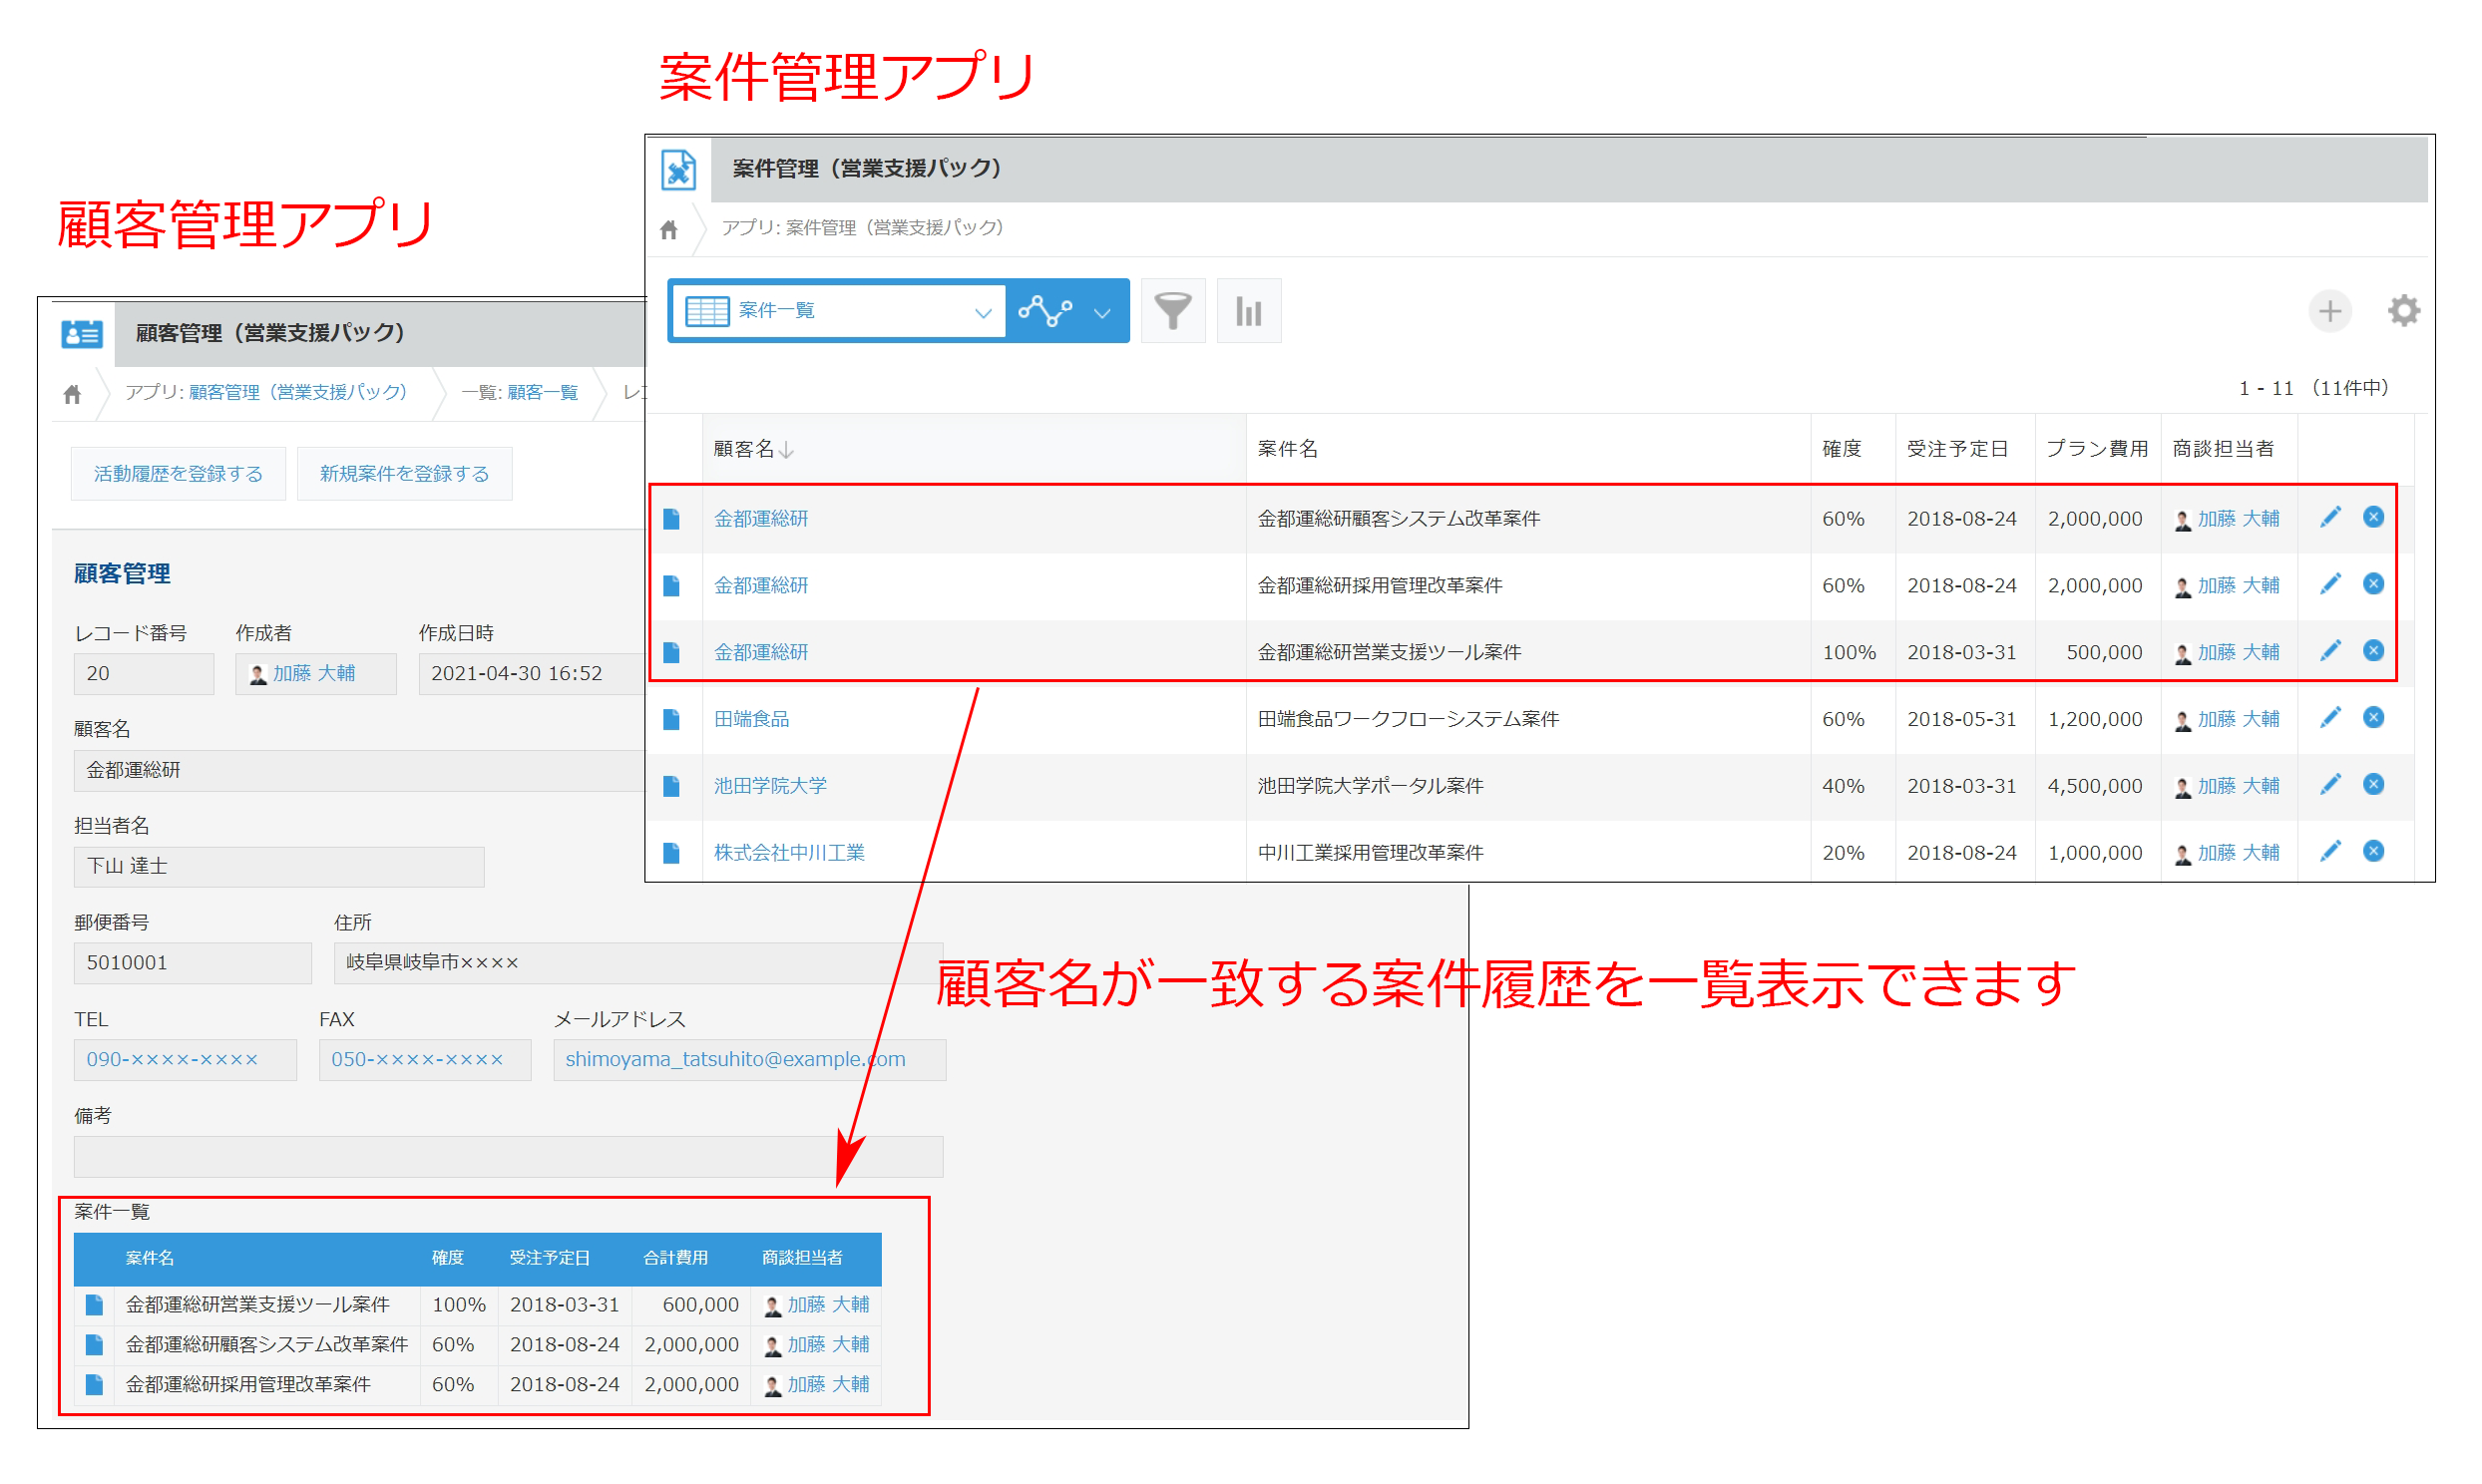 案件管理アプリ
案件管理（営業支援パック）
アプリ: 案件管理（営業支援パック）
案件一覧
1 - 11 （11件中）
顧客名 案件名 確度 受注予定日 プラン費用 商談担当者
金都運総研 金都運総研顧客システム改革案件 60% 2018-08-24 2,000,000 加藤 大輔
金都運総研 金都運総研採用管理改革案件 60% 2018-08-24 2,000,000 加藤 大輔
金都運総研 金都運総研営業支援ツール案件 100% 2018-03-31 500,000 加藤 大輔
田端食品 田端食品ワークフローシステム案件 60% 2018-05-31 1,200,000 加藤 大輔
池田学院大学 池田学院大学ポータル案件 40% 2018-03-31 4,500,000 加藤 大輔
株式会社中川工業 中川工業採用管理改革案件 20% 2018-08-24 1,000,000 加藤 大輔
顧客管理アプリ
顧客管理（営業支援パック）
アプリ: 顧客管理（営業支援パック） 一覧: 顧客一覧
活動履歴を登録する 新規案件を登録する
顧客管理
レコード番号 作成者 作成日時
20 加藤 大輔 2021-04-30 16:52
顧客名
金都運総研
担当者名
下山 達士
郵便番号 住所
5010001 岐阜県岐阜市××××
顧客名が一致する案件履歴を一覧表示できます
TEL FAX メールアドレス
090-××××-×××× 050-××××-×××× shimoyama_tatsuhito@example.com
備考
案件一覧
案件名 確度 受注予定日 合計費用 商談担当者
金都運総研営業支援ツール案件 100% 2018-03-31 600,000 加藤 大輔
金都運総研顧客システム改革案件 60% 2018-08-24 2,000,000 加藤 大輔
金都運総研採用管理改革案件 60% 2018-08-24 2,000,000 加藤 大輔